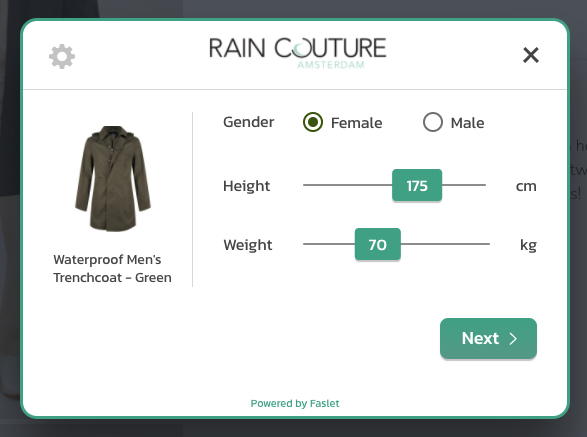 RAIN COUTURE
AMSTERDAM
Gender
Female
Male
Height
175
cm
Weight
70
kg
Waterproof Men's
Trenchcoat - Green
Next
Powered by Faslet